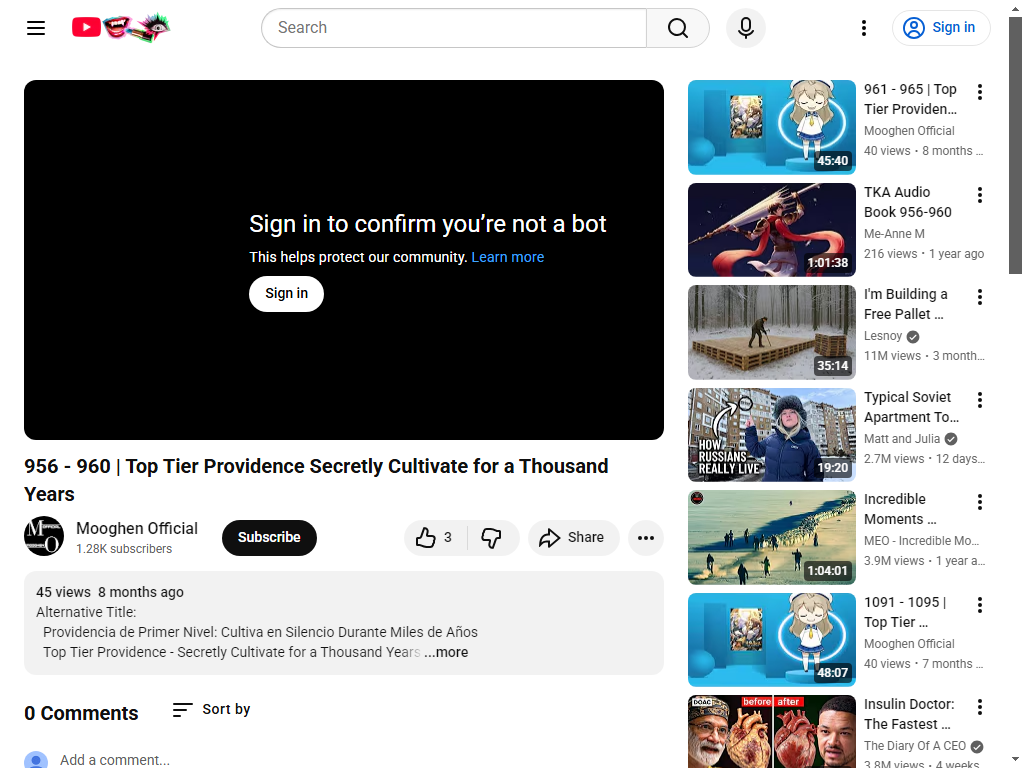 Search
Sign in
Sign in to confirm you’re not a bot
This helps protect our community. Learn more
Sign in
956 - 960 | Top Tier Providence Secretly Cultivate for a Thousand
Years
Mooghen Official
1.28K subscribers
Subscribe
3
Share
45 views 8 months ago
Alternative Title:
Providencia de Primer Nivel: Cultiva en Silencio Durante Miles de Años
Top Tier Providence - Secretly Cultivate for a Thousand Years ...more
0 Comments
Sort by
Add a comment...
45:40
961 - 965 | Top
Tier Providen...
Mooghen Official
40 views • 8 months ...
1:01:38
TKA Audio
Book 956-960
Me-Anne M
216 views • 1 year ago
35:14
I'm Building a
Free Pallet ...
Lesnoy
11M views • 3 month...
HOW
RUSSIANS
REALLY LIVE
19:20
Typical Soviet
Apartment To...
Matt and Julia
2.7M views • 12 days...
1:04:01
Incredible
Moments ...
MEO - Incredible Mo...
3.9M views • 1 year a...
48:07
1091 - 1095 |
Top Tier ...
Mooghen Official
40 views • 7 months ...
DOAC
before after
Insulin Doctor:
The Fastest ...
The Diary Of A CEO
3.8M views • 4 weeks